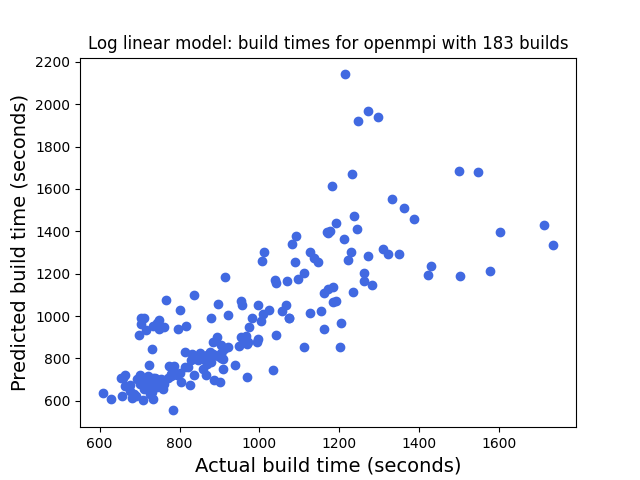 Log linear model: build times for openmpi with 183 builds
2200
2000
1800
1600
1400
1200
1000
800
600
Predicted build time (seconds)
600 800 1000 1200 1400 1600
Actual build time (seconds)